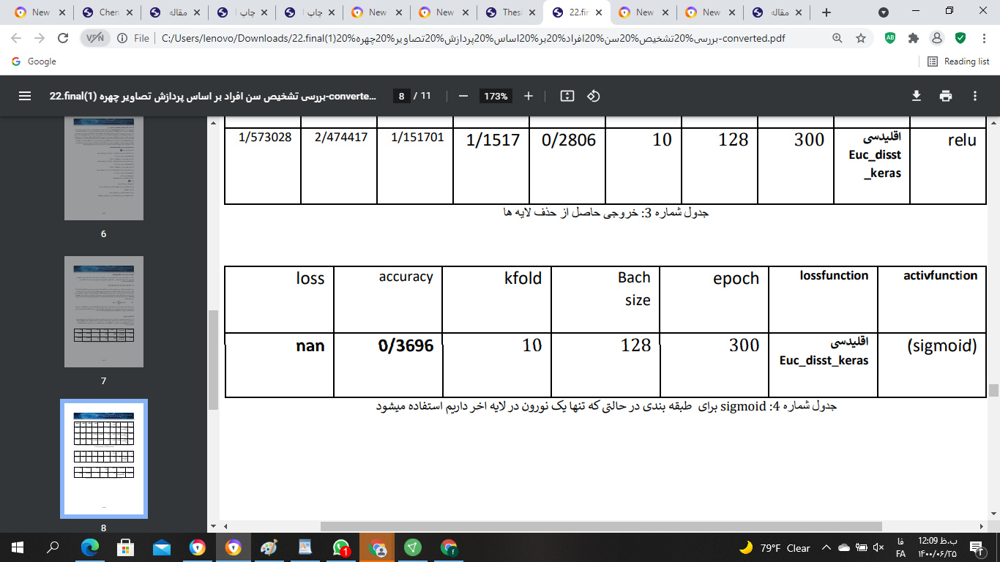 New
Chen
مقاله
چاپ ا
چاپ ا
New
New
Thesi
22.fir
New
New
مقاله
VPN
File
C:/Users/lenovo/Downloads/22.final(1)20%بررسی%20تشخیص%20سن%20افراد%20بر%20اساس%20پردازش%20تصاویر%20چهره%20-converted.pdf
AB
Google
Reading list
22.final(1) بررسی تشخیص سن افراد بر اساس پردازش تصاویر چهره-converte...
8 / 11
173%
6
7
8
1/573028 2/474417 1/151701 1/1517 0/2806 10 128 300 اقلیدسی relu
Euc_disst
_keras
جدول شماره 3: خروجی حاصل از حذف لایه ها
loss accuracy kfold Bach epoch lossfunction activfunction
size
nan 0/3696 10 128 300 اقلیدسی (sigmoid)
Euc_disst_keras
جدول شماره 4: sigmoid برای طبقه بندی در حالتی که تنها یک نورون در لایه اخر داریم استفاده میشود
1
79°F Clear
فا
FA
12:09 ب.ظ
۱۴۰۰/۰۶/۲۵